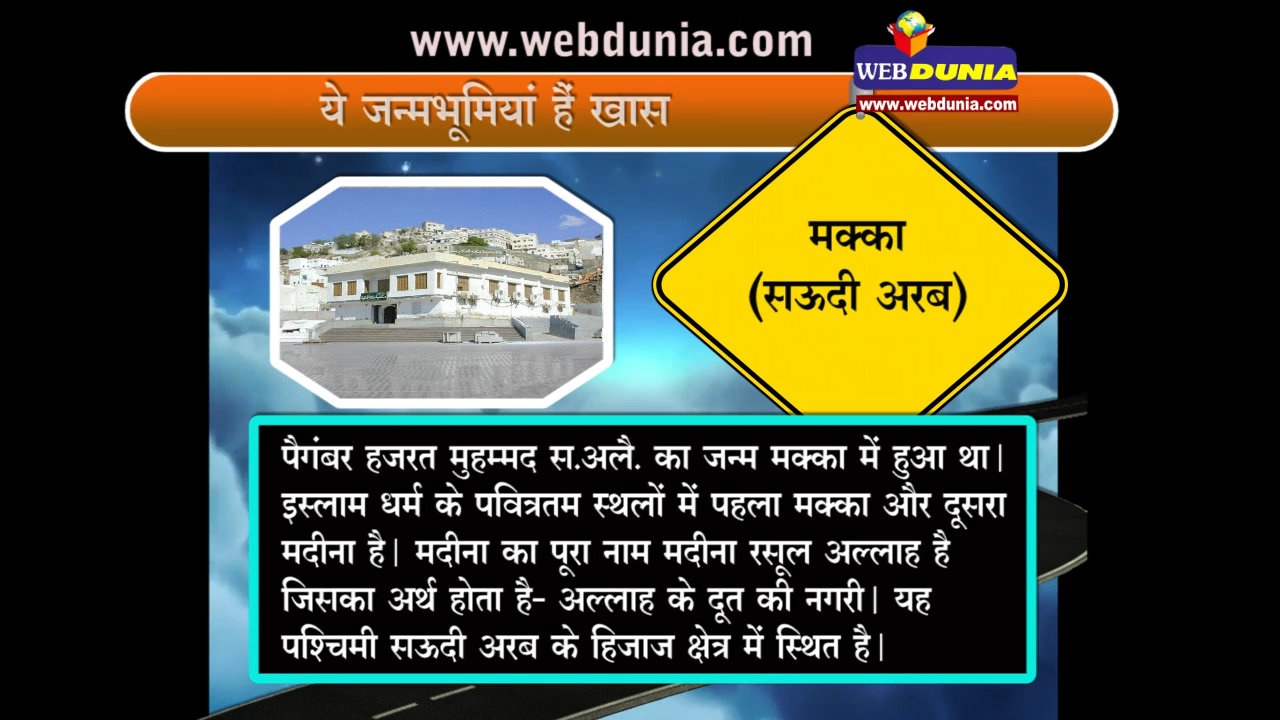 www.webdunia.com
WEBDUNIA
www.webdunia.com
ये जन्मभूमियां हैं खास
मक्का
(सऊदी अरब)
पैगंबर हजरत मुहम्मद स.अलै. का जन्म मक्का में हुआ था|
इस्लाम धर्म के पवित्रतम स्थलों में पहला मक्का और दूसरा
मदीना है| मदीना का पूरा नाम मदीना रसूल अल्लाह है
जिसका अर्थ होता है- अल्लाह के दूत की नगरी| यह
पश्चिमी सऊदी अरब के हिजाज क्षेत्र में स्थित है|